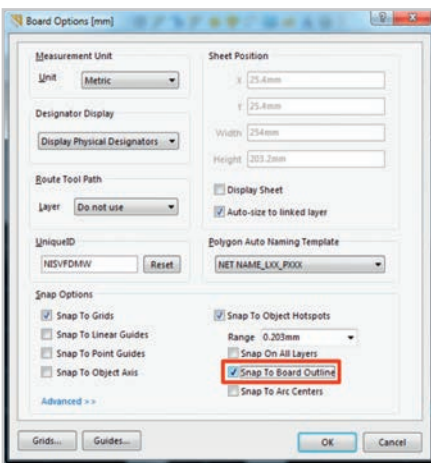 Board Options [mm]
Measurement Unit
Unit Metric
Designator Display
Display Physical Designators
Route Tool Path
Layer Do not use
UniqueID
NISVFDMW Reset
Sheet Position
X 25.4mm
Y 25.4mm
Width 254mm
Height 203.2mm
Display Sheet
Auto-size to linked layer
Polygon Auto Naming Template
NET NAME_LXX_PXXX
Snap Options
Snap To Grids
Snap To Linear Guides
Snap To Point Guides
Snap To Object Axis
Advanced >>
Snap To Object Hotspots
Range 0.203mm
Snap On All Layers
Snap To Board Outline
Snap To Arc Centers
Grids... Guides... OK Cancel